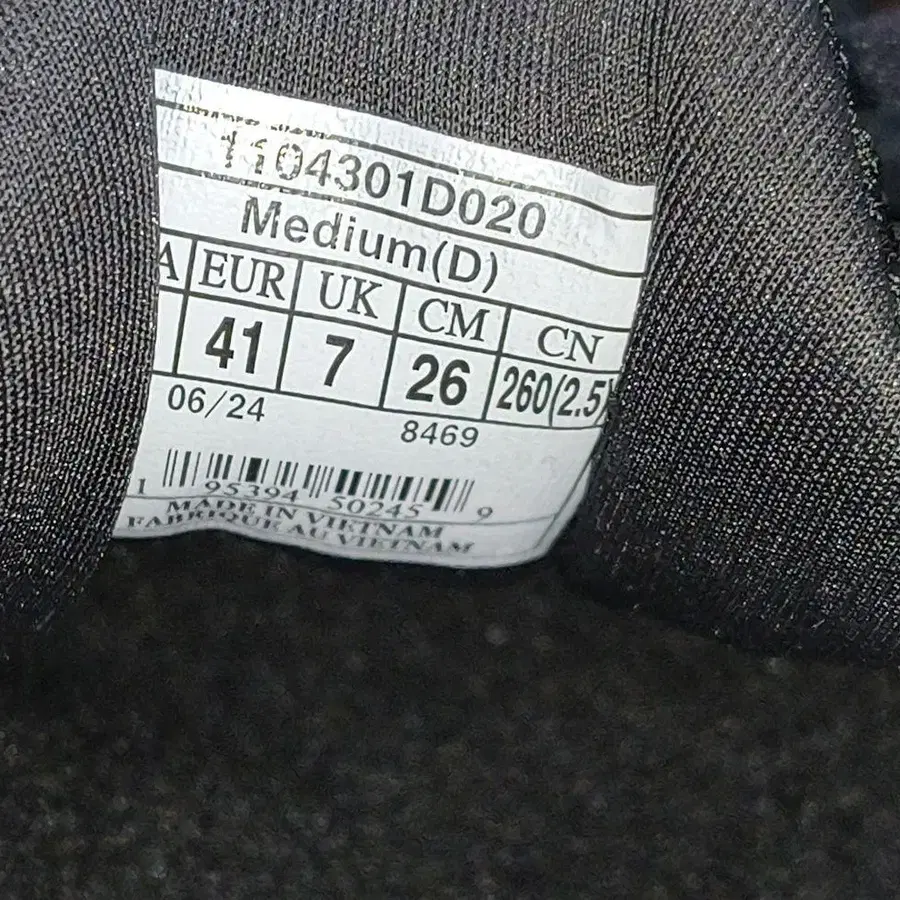 1104301D020
Medium(D)
A EUR UK CM CN
41 7 26 260(2.5)
06/24 8469
1 95394 50245 9
MADE IN VIETNAM
FABRIQUE AU VIETNAM